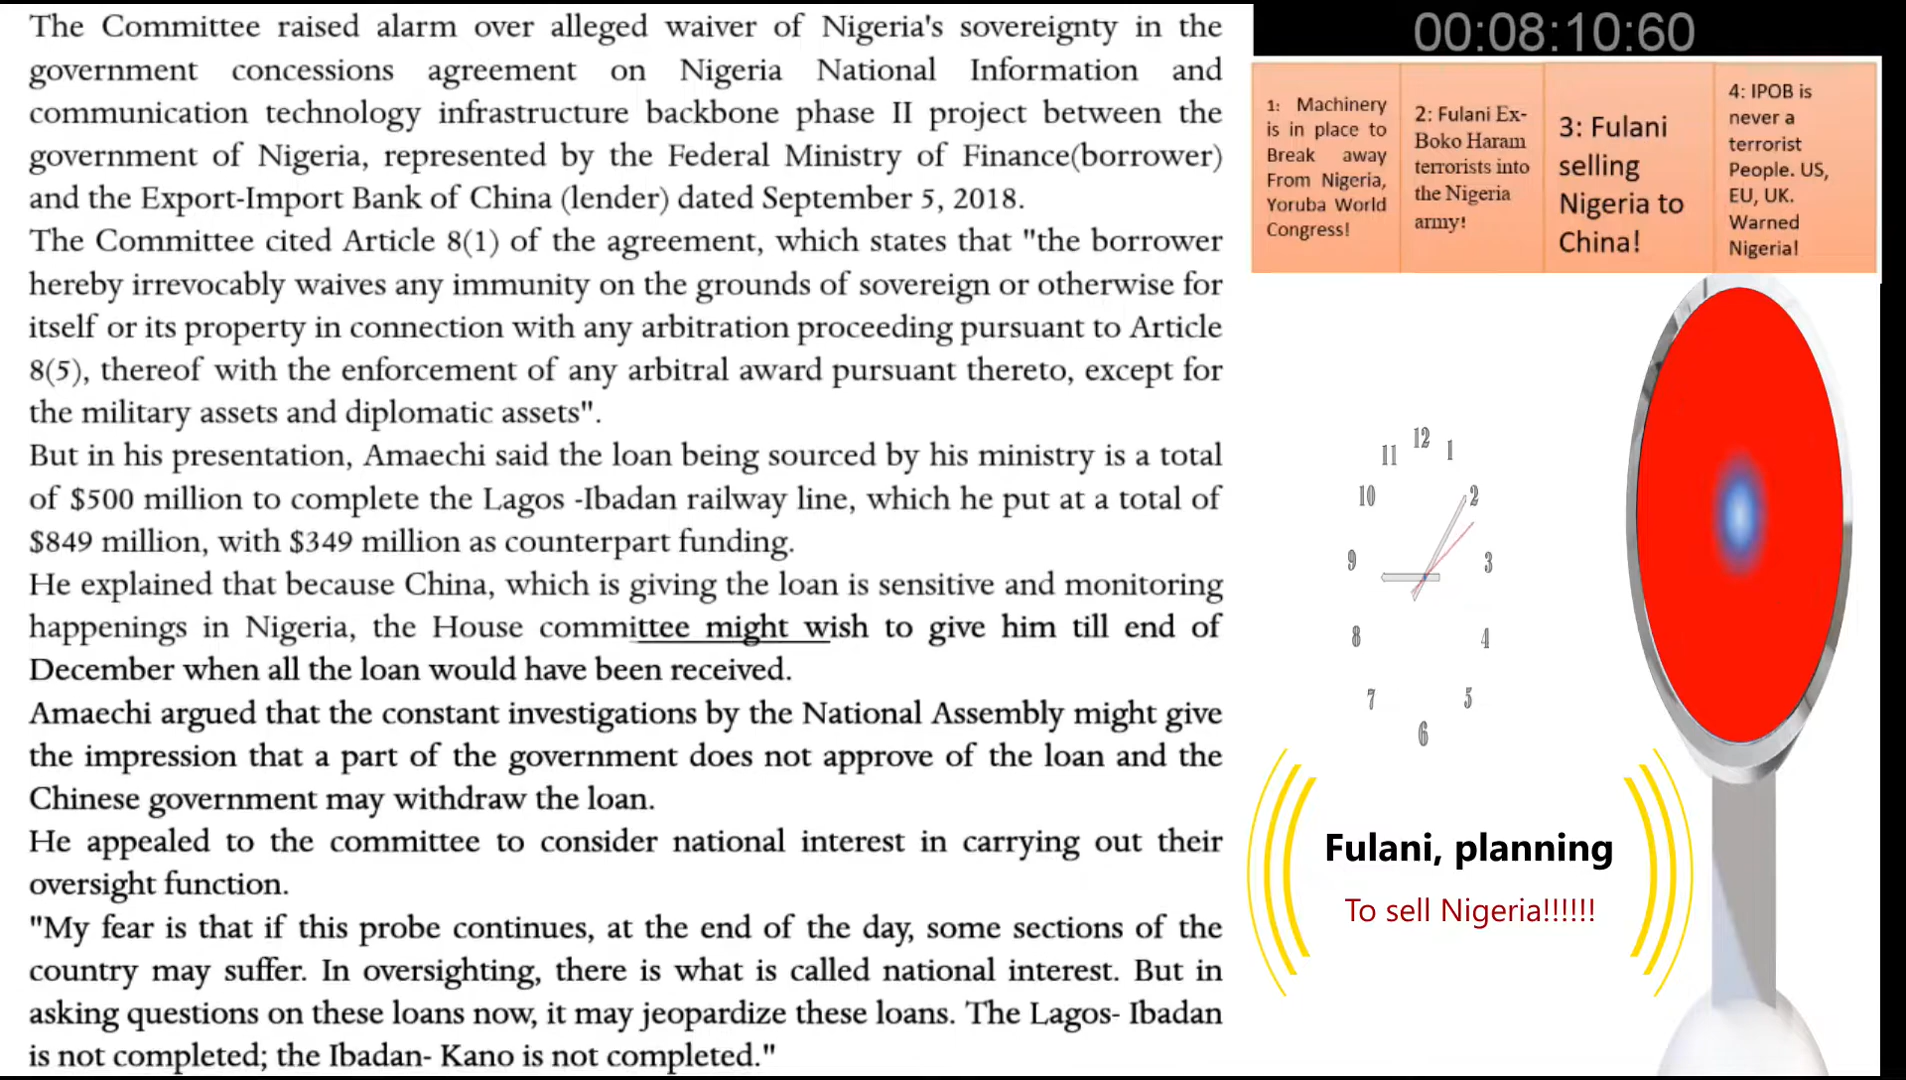 The Committee raised alarm over alleged waiver of Nigeria's sovereignty in the
government concessions agreement on Nigeria National Information and
communication technology infrastructure backbone phase II project between the
government of Nigeria, represented by the Federal Ministry of Finance(borrower)
and the Export-Import Bank of China (lender) dated September 5, 2018.
The Committee cited Article 8(1) of the agreement, which states that "the borrower
hereby irrevocably waives any immunity on the grounds of sovereign or otherwise for
itself or its property in connection with any arbitration proceeding pursuant to Article
8(5), thereof with the enforcement of any arbitral award pursuant thereto, except for
the military assets and diplomatic assets".
But in his presentation, Amaechi said the loan being sourced by his ministry is a total
of $500 million to complete the Lagos -Ibadan railway line, which he put at a total of
$849 million, with $349 million as counterpart funding.
He explained that because China, which is giving the loan is sensitive and monitoring
happenings in Nigeria, the House committee might wish to give him till end of
December when all the loan would have been received.
Amaechi argued that the constant investigations by the National Assembly might give
the impression that a part of the government does not approve of the loan and the
Chinese government may withdraw the loan.
He appealed to the committee to consider national interest in carrying out their
oversight function.
"My fear is that if this probe continues, at the end of the day, some sections of the
country may suffer. In oversighting, there is what is called national interest. But in
asking questions on these loans now, it may jeopardize these loans. The Lagos- Ibadan
is not completed; the Ibadan- Kano is not completed."
00:08:10:60
1: Machinery
is in place to
Break away
From Nigeria,
Yoruba World
Congress!
2: Fulani Ex-
Boko Haram
terrorists into
the Nigeria
army!
3: Fulani
selling
Nigeria to
China!
4: IPOB is
never a
terrorist
People. US,
EU, UK.
Warned
Nigeria!
12
1
2
3
4
5
6
7
8
9
10
11
Fulani, planning
To sell Nigeria!!!!!!